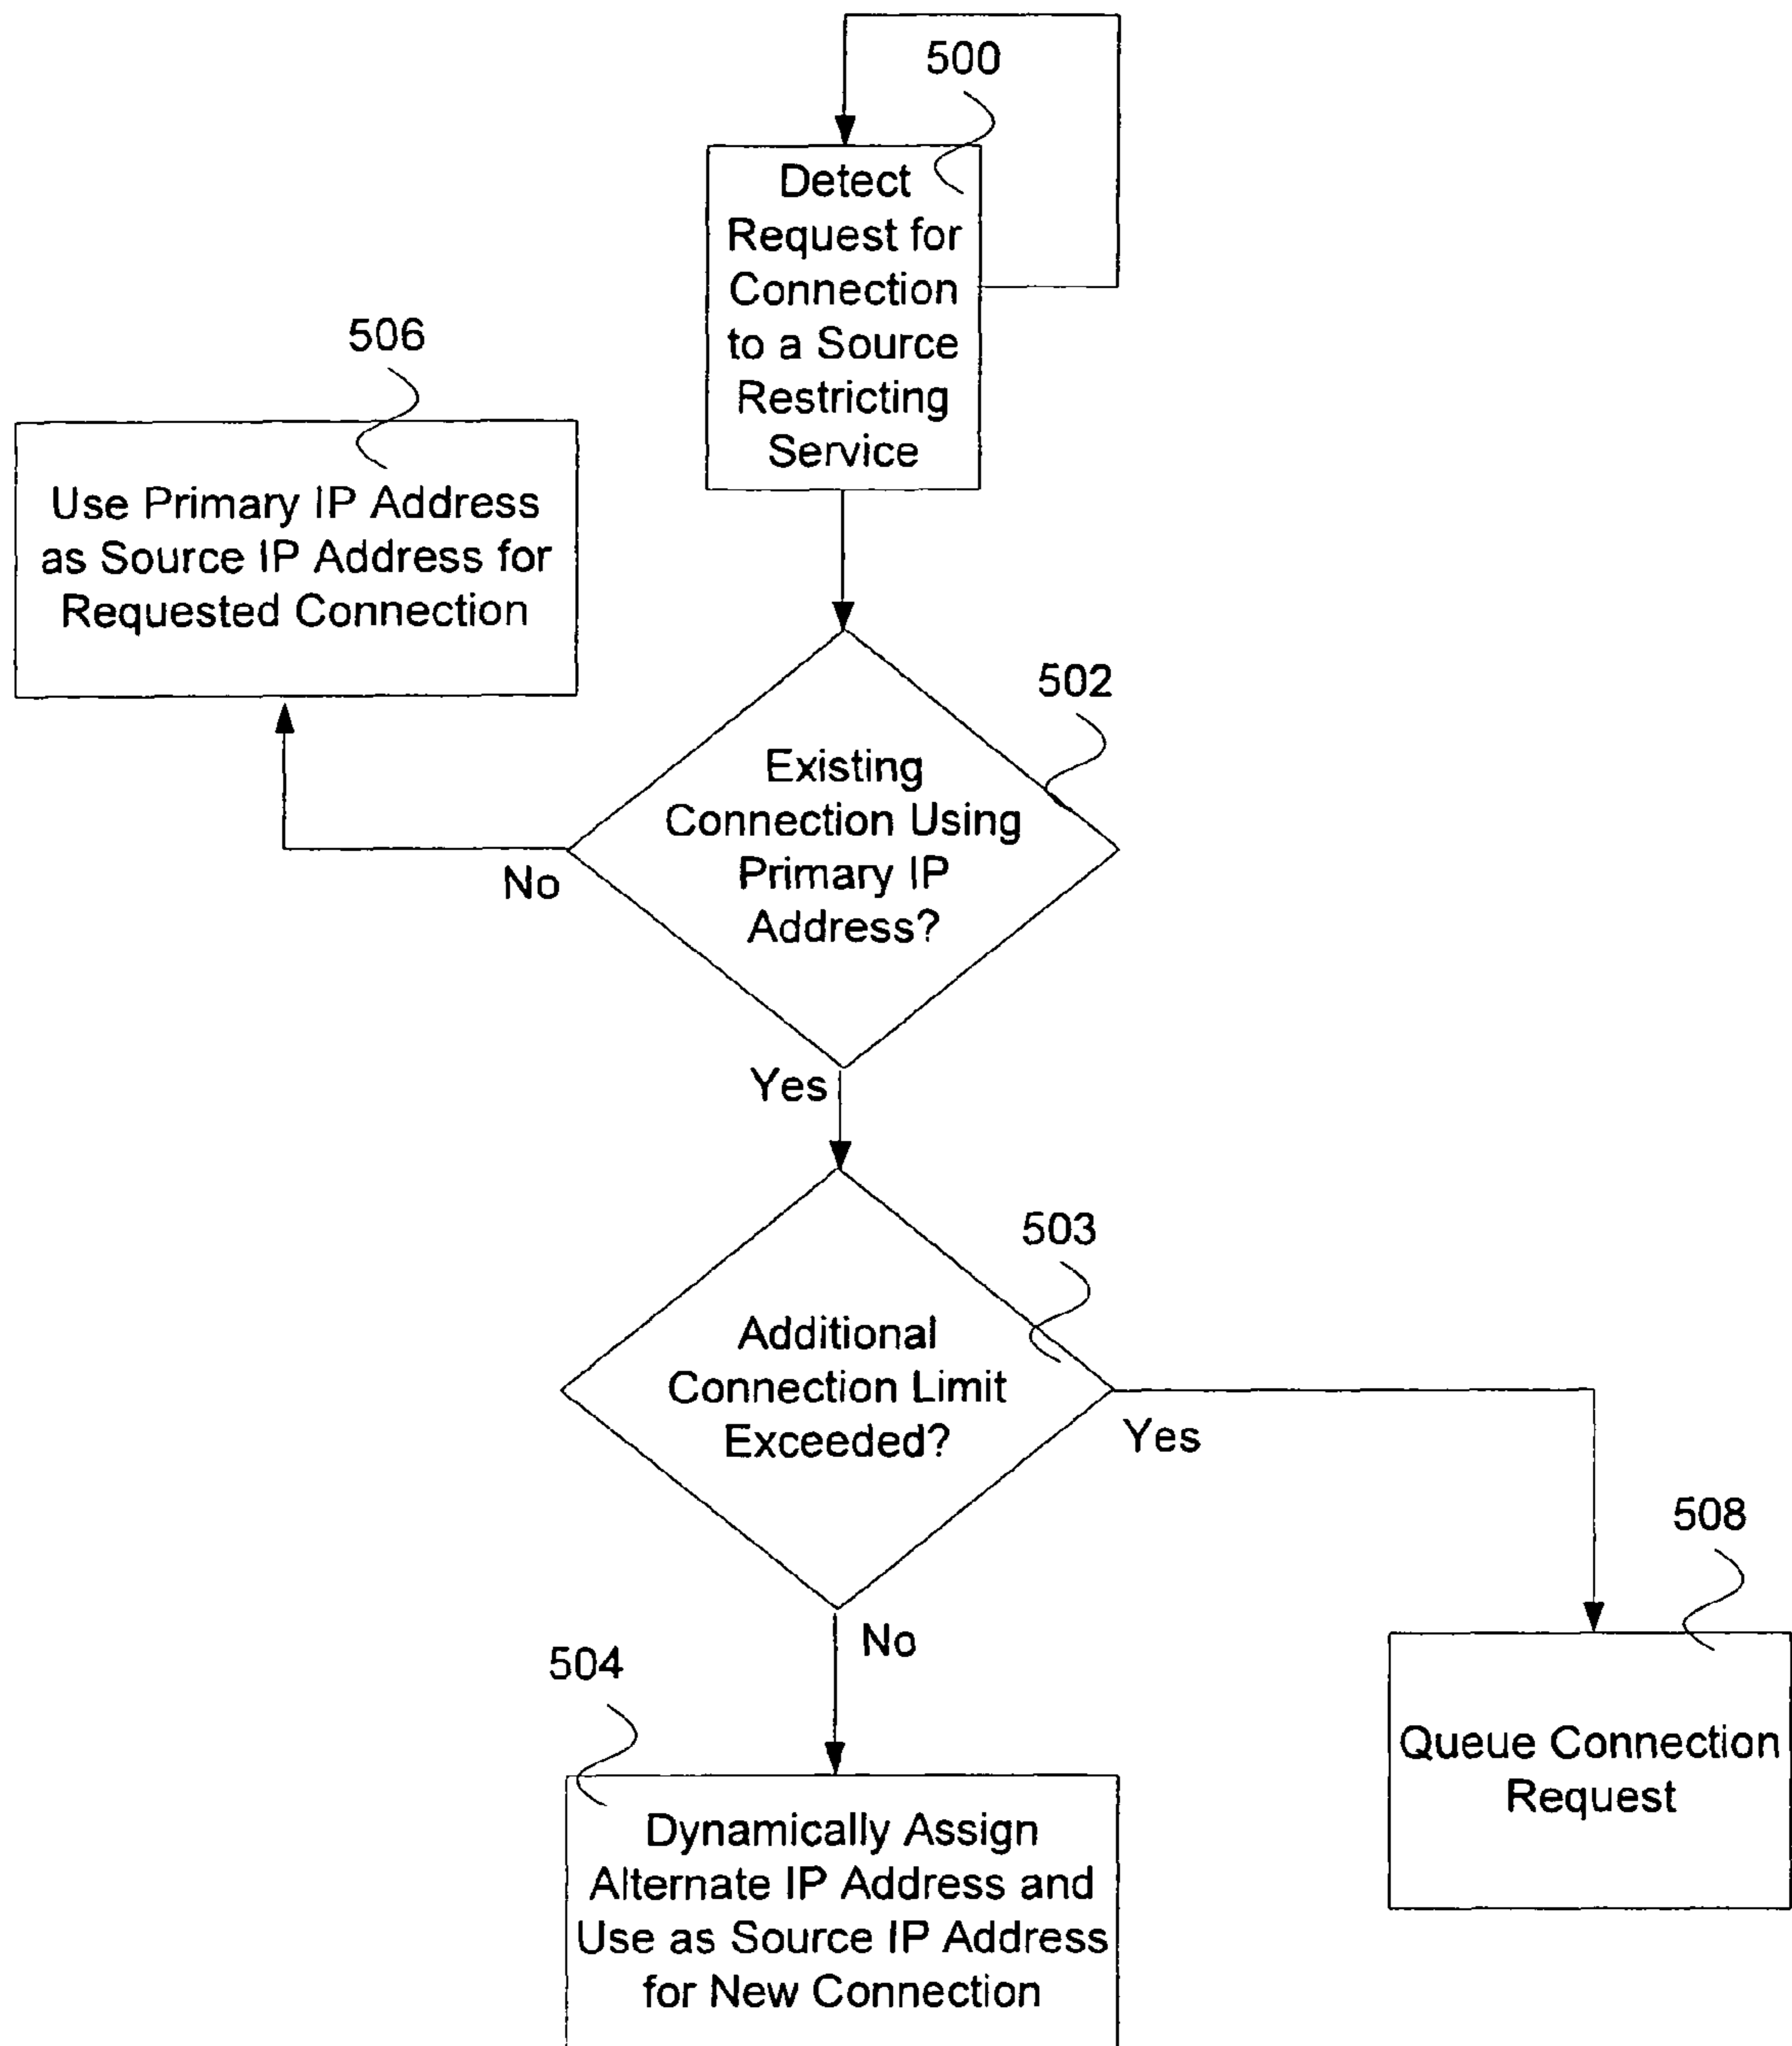 500
Detect
Request for
Connection
to a Source
Restricting
Service
506
Use Primary IP Address
as Source IP Address for
Requested Connection
502
Existing
Connection Using
Primary IP
Address?
No
Yes
503
Additional
Connection Limit
Exceeded?
Yes
No
508
Queue Connection
Request
504
Dynamically Assign
Alternate IP Address and
Use as Source IP Address
for New Connection